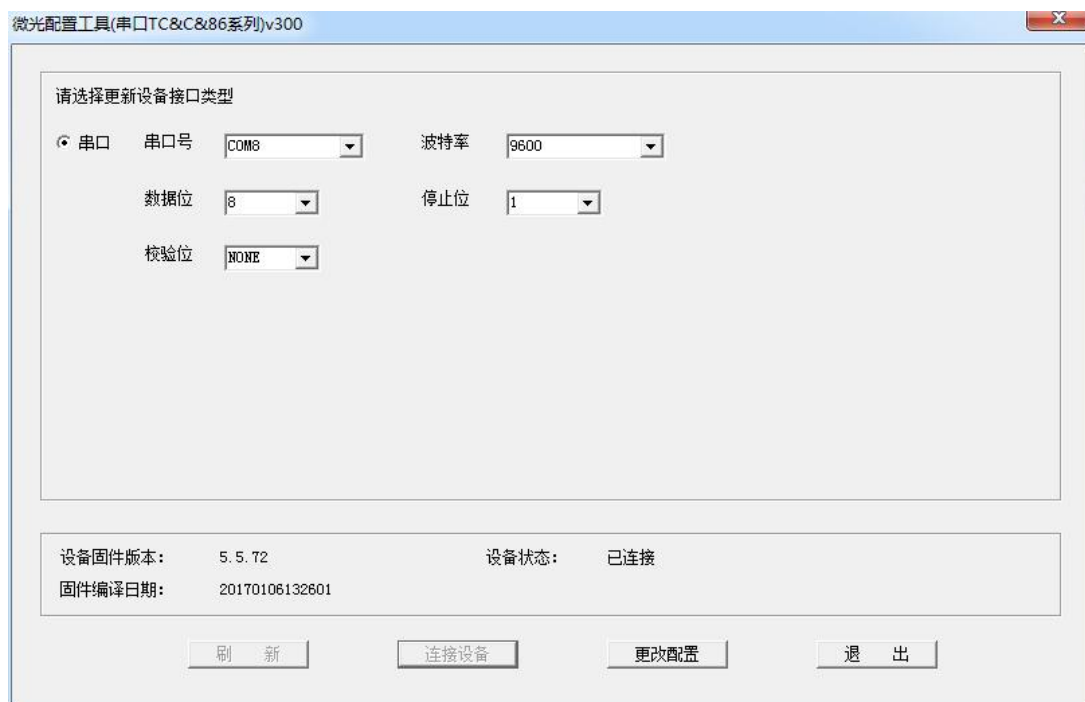 微光配置工具(串口TC&C&86系列)v300
请选择更新设备接口类型
串口 串口号 COM8 波特率 9600
数据位 8 停止位 1
校验位 NONE
设备固件版本: 5.5.72 设备状态: 已连接
固件编译日期: 20170106132601
刷 新 连接设备 更改配置 退 出